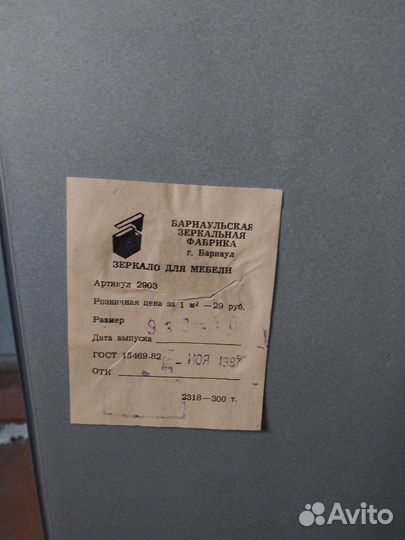 БАРНАУЛЬСКАЯ
ЗЕРКАЛЬНАЯ
ФАБРИКА
г. Барнаул
ЗЕРКАЛО ДЛЯ МЕБЕЛИ
Артикул 2903
Розничная цена за 1 м² —29 руб.
Размер
Дата выпуска
ГОСТ 15469.82 - НОЯ 1987
ОТК
2318—300 т.
Avito